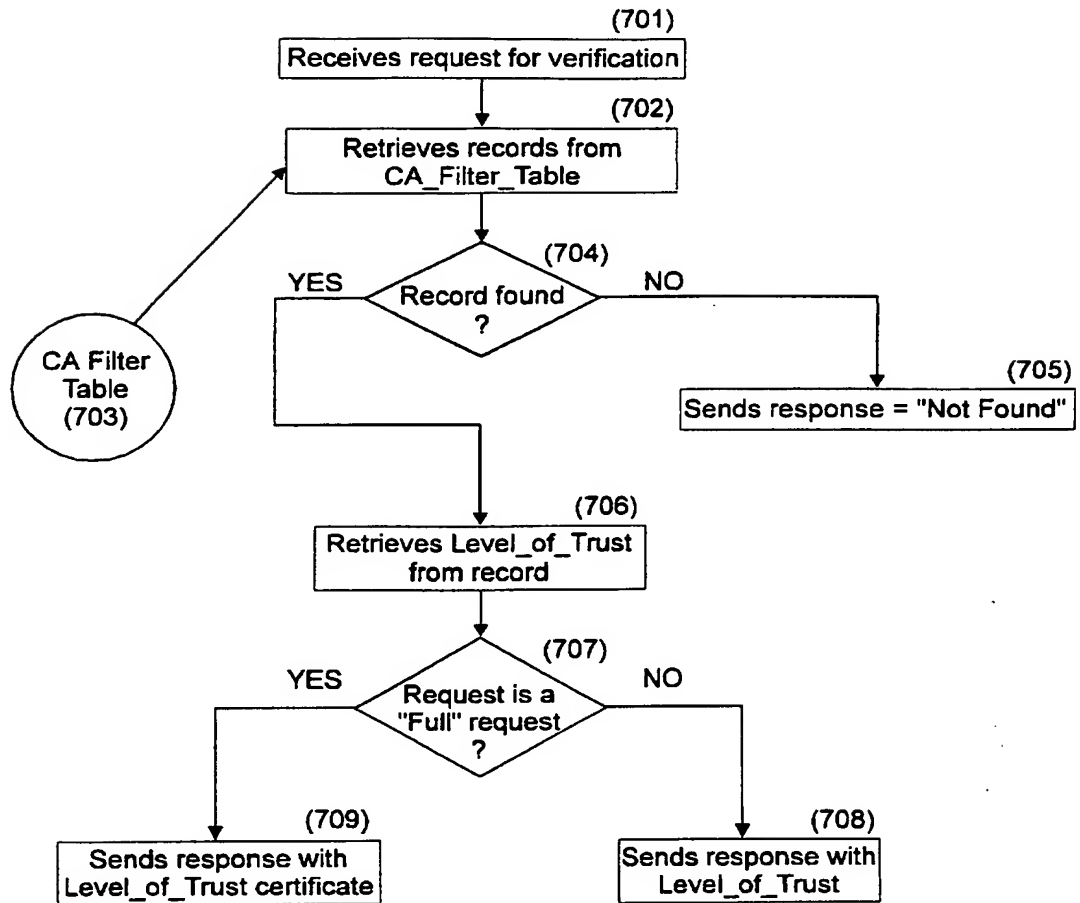 (701)
Receives request for verification
(702)
Retrieves records from
CA_Filter_Table
(704)
YES
NO
Record found
?
CA Filter
Table
(703)
(705)
Sends response = "Not Found"
(706)
Retrieves Level_of_Trust
from record
(707)
YES
NO
Request is a
"Full" request
?
(709)
Sends response with
Level_of_Trust certificate
(708)
Sends response with
Level_of_Trust